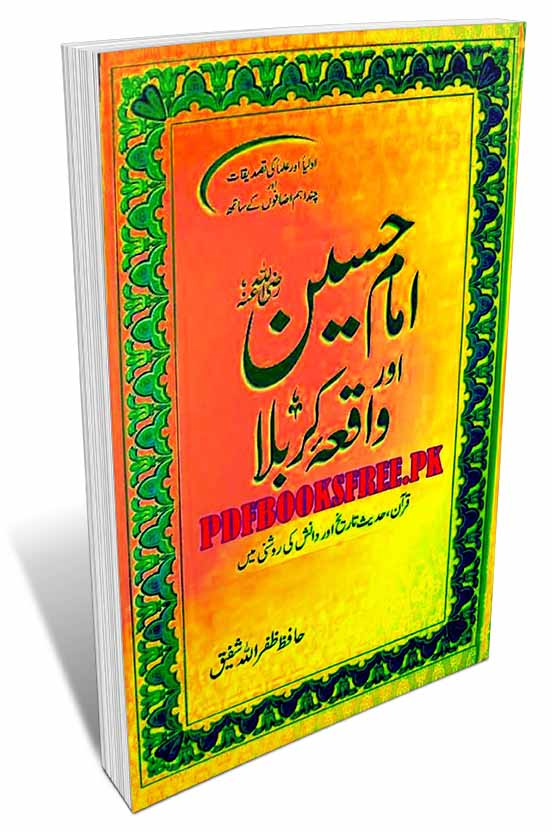 اولیا اور علما کی تصدیقات
اور
چند اہم اضافوں کے ساتھ
امام حسین رضی اللہ عنہ
اور
واقعہ کربلا
PDFBOOKSFREE.PK
قرآن، حدیث تاریخ اور دانش کی روشنی میں
حافظ ظفر اللہ شفیق